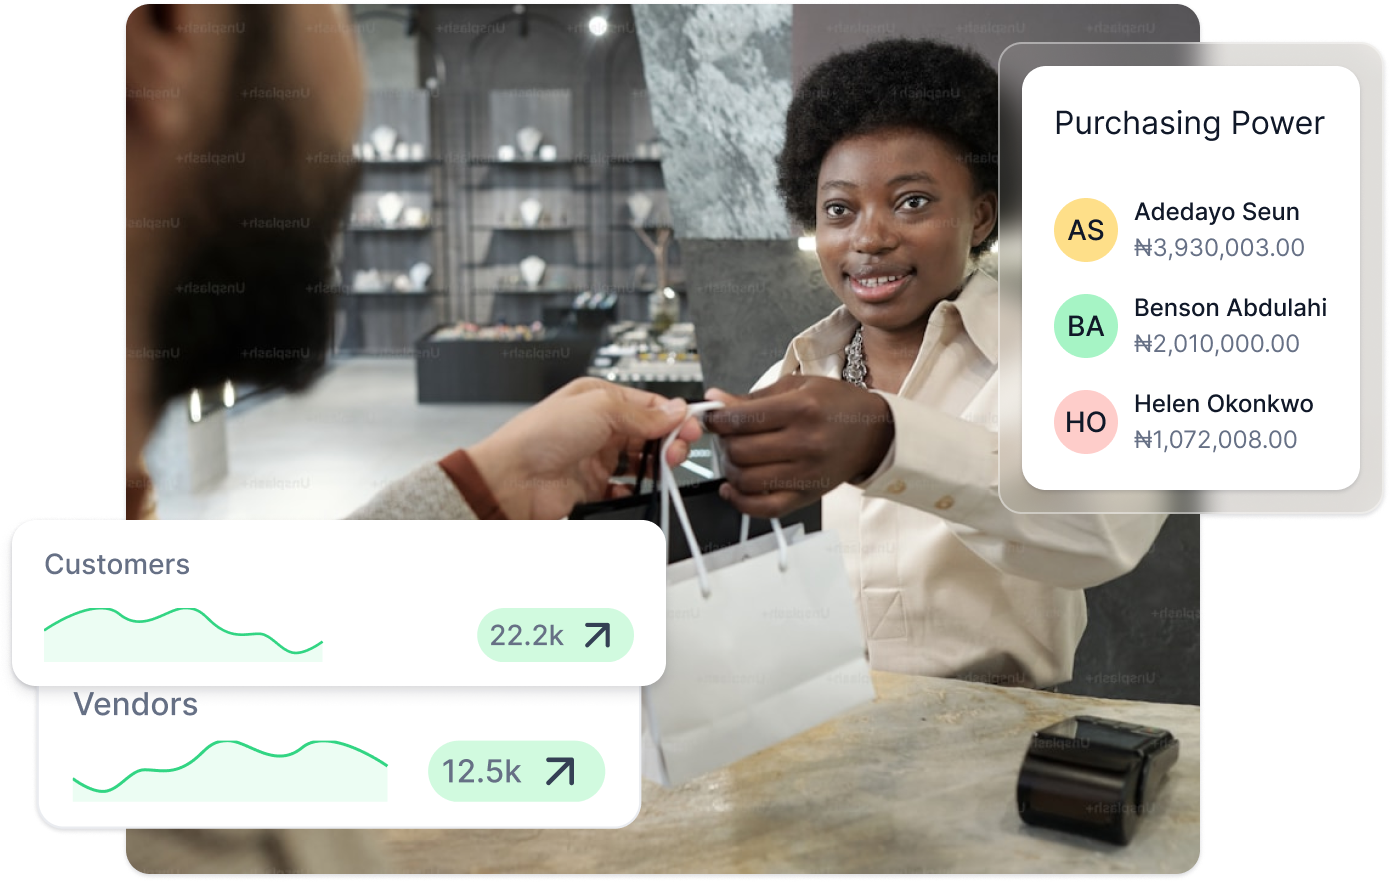 Purchasing Power
AS
Adedayo Seun
₦3,930,003.00
BA
Benson Abdulahi
₦2,010,000.00
HO
Helen Okonkwo
₦1,072,008.00
Customers
22.2k
Vendors
12.5k
Unsplash+